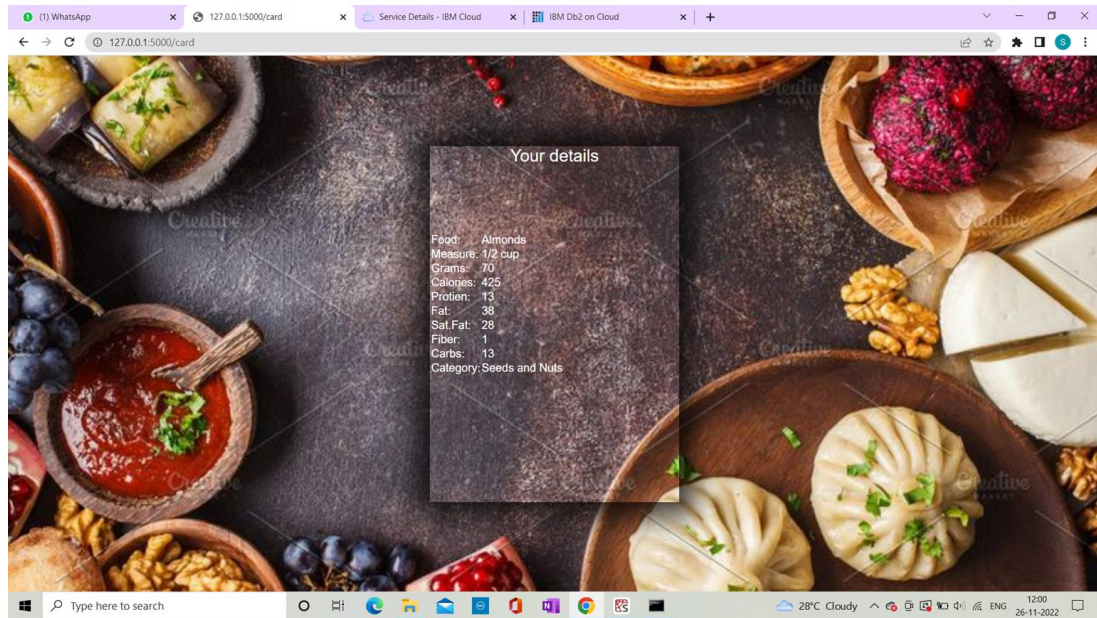 (1) WhatsApp
127.0.0.1:5000/card
Service Details - IBM Cloud
IBM Db2 on Cloud
127.0.0.1:5000/card
S
Your details
Food: Almonds
Measure: 1/2 cup
Grams: 70
Calories: 425
Protien: 13
Fat: 38
Sat.Fat: 28
Fiber: 1
Carbs: 13
Category: Seeds and Nuts
Creative
Creative
MARKET
Type here to search
28°C Cloudy
ENG
12:00
26-11-2022